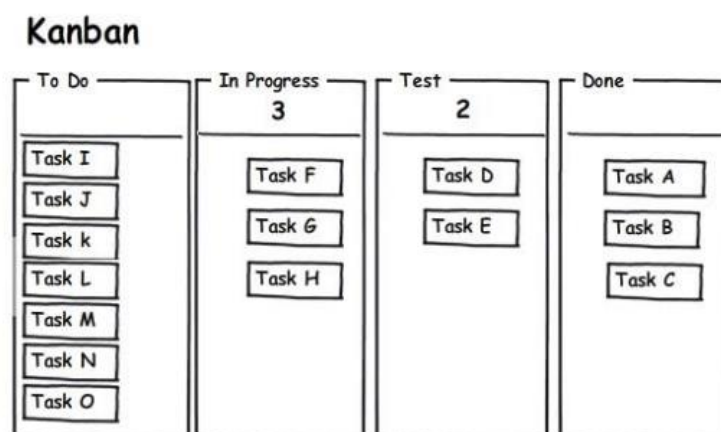 Kanban
To Do
In Progress
Test
Done
3
2
Task I
Task J
Task k
Task L
Task M
Task N
Task O
Task F
Task G
Task H
Task D
Task E
Task A
Task B
Task C